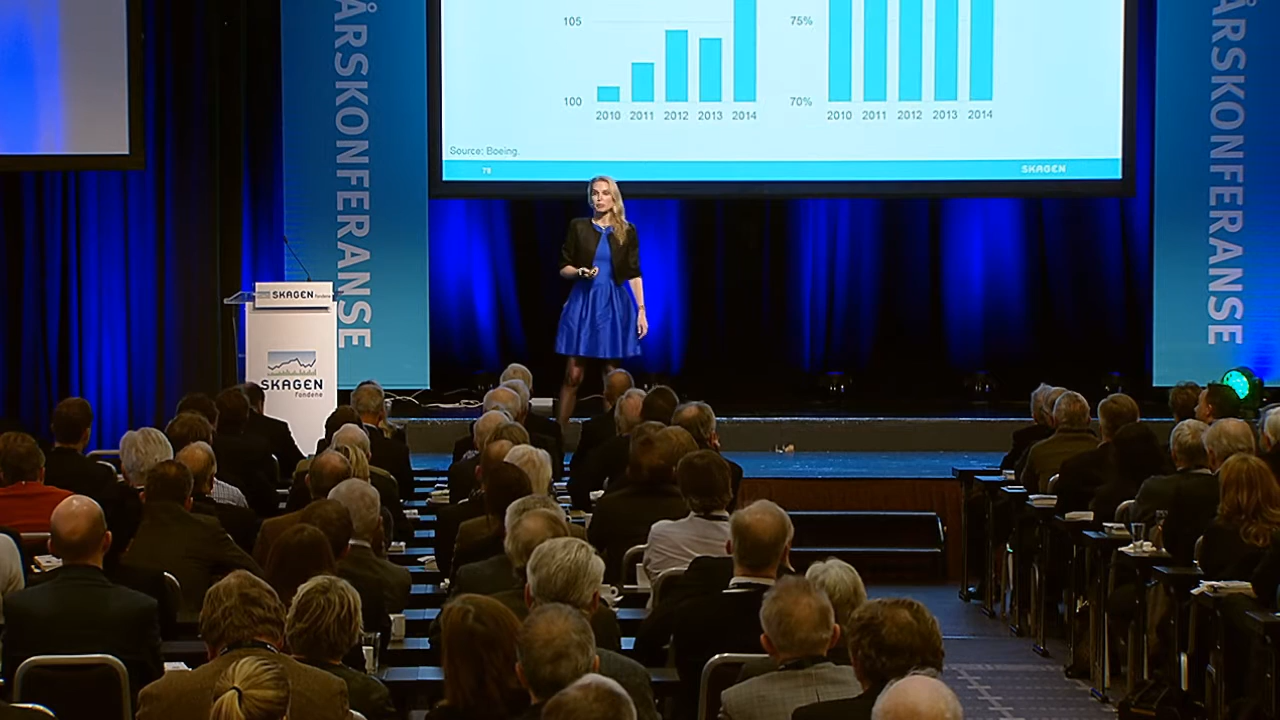 105
75%
100
70%
2010 2011 2012 2013 2014
2010 2011 2012 2013 2014
Source: Boeing.
78
SKAGEN
ÅRSKONFERANSE
ÅRSKONFERANSE
SKAGEN fondene
SKAGEN
fondene